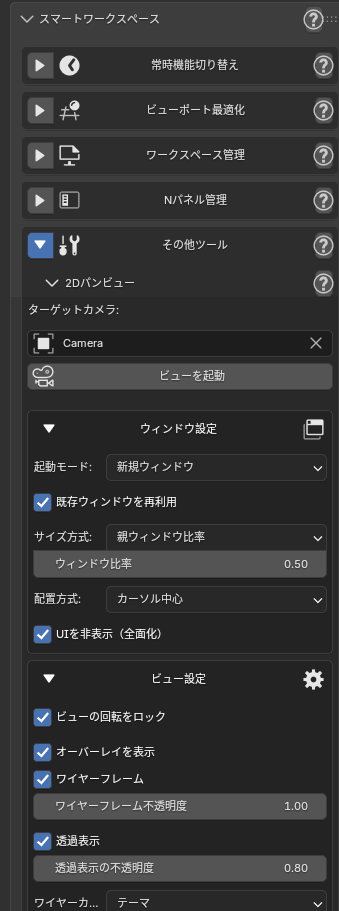 スマートワークスペース
常時機能切り替え
ビューポート最適化
ワークスペース管理
Nパネル管理
その他ツール
2Dパンビュー
ターゲットカメラ:
Camera
ビューを起動
ウィンドウ設定
起動モード: 新規ウィンドウ
既存ウィンドウを再利用
サイズ方式: 親ウィンドウ比率
ウィンドウ比率 0.50
配置方式: カーソル中心
UIを非表示（全面化）
ビュー設定
ビューの回転をロック
オーバーレイを表示
ワイヤーフレーム
ワイヤーフレーム不透明度 1.00
透過表示
透過表示の不透明度 0.80
ワイヤーカ... テーマ